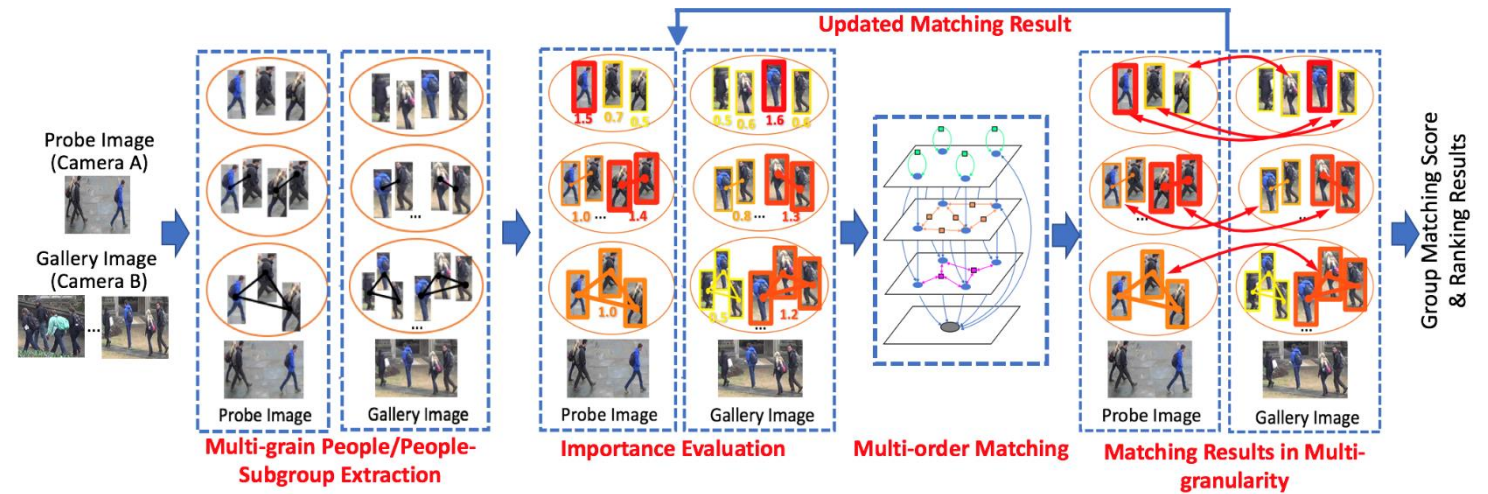 Updated Matching Result
Probe Image
(Camera A)
Gallery Image
(Camera B)
...
Probe Image
...
...
Gallery Image
Multi-grain People/People-
Subgroup Extraction
1.5
0.7
0.5
1.0
...
1.4
1.0
Probe Image
0.5
0.6
1.6
0.6
0.8
...
1.3
0.5
...
1.2
Gallery Image
Importance Evaluation
Multi-order Matching
...
Probe Image
...
...
Gallery Image
Matching Results in Multi-
granularity
Group Matching Score
& Ranking Results